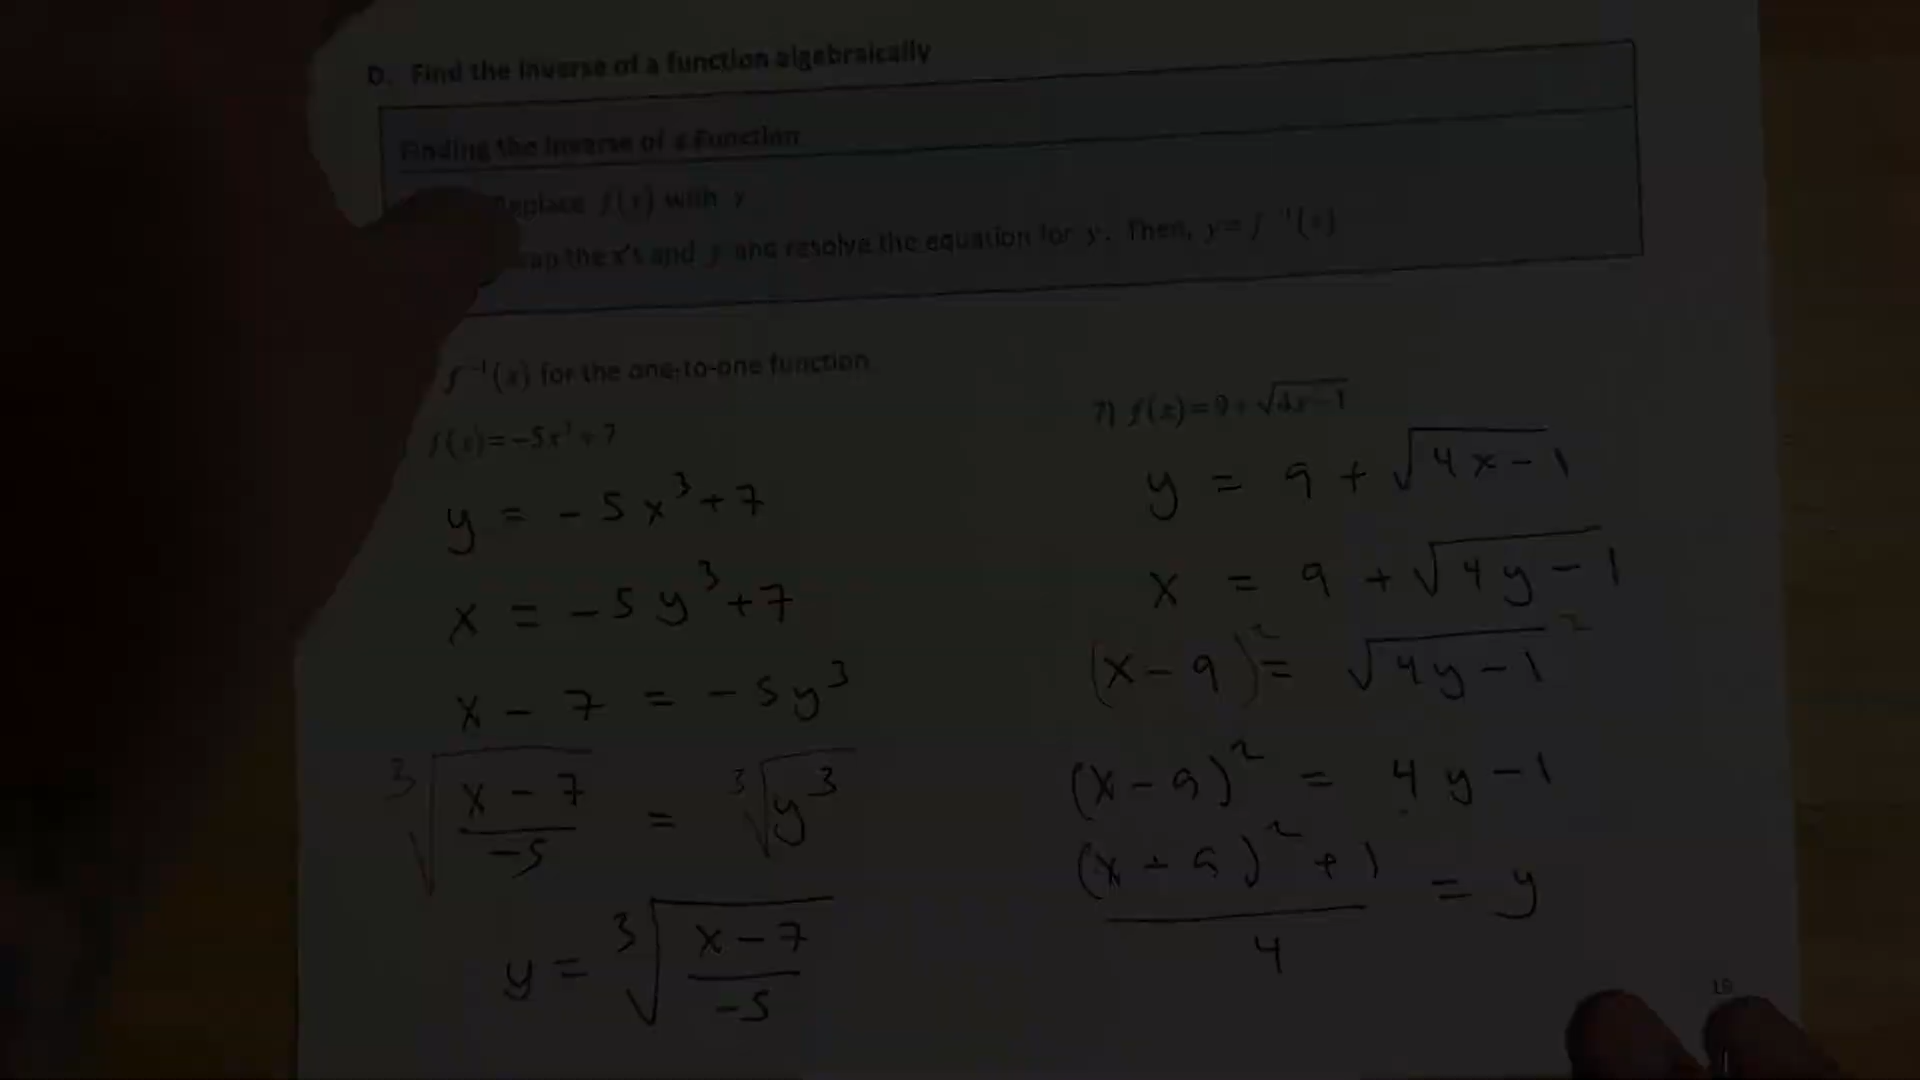 D. Find the inverse of a function algebraically
Finding the Inverse of a Function
Replace f(x) with y
the x's and y and resolve the equation for y. Then, y = f⁻¹(x)
f⁻¹(x) for the one-to-one function
f(x) = -5x³ + 7
y = -5x³ + 7
x = -5y³ + 7
x - 7 = -5y³
∛((x - 7)/-5) = ∛(y³)
y = ∛((x - 7)/-5)
7) f(x) = 9 + √(4x - 1)
y = 9 + √(4x - 1)
x = 9 + √(4y - 1)
(x - 9)² = √(4y - 1)²
(x - 9)² = 4y - 1
((x + 9)² + 1)/4 = y
19